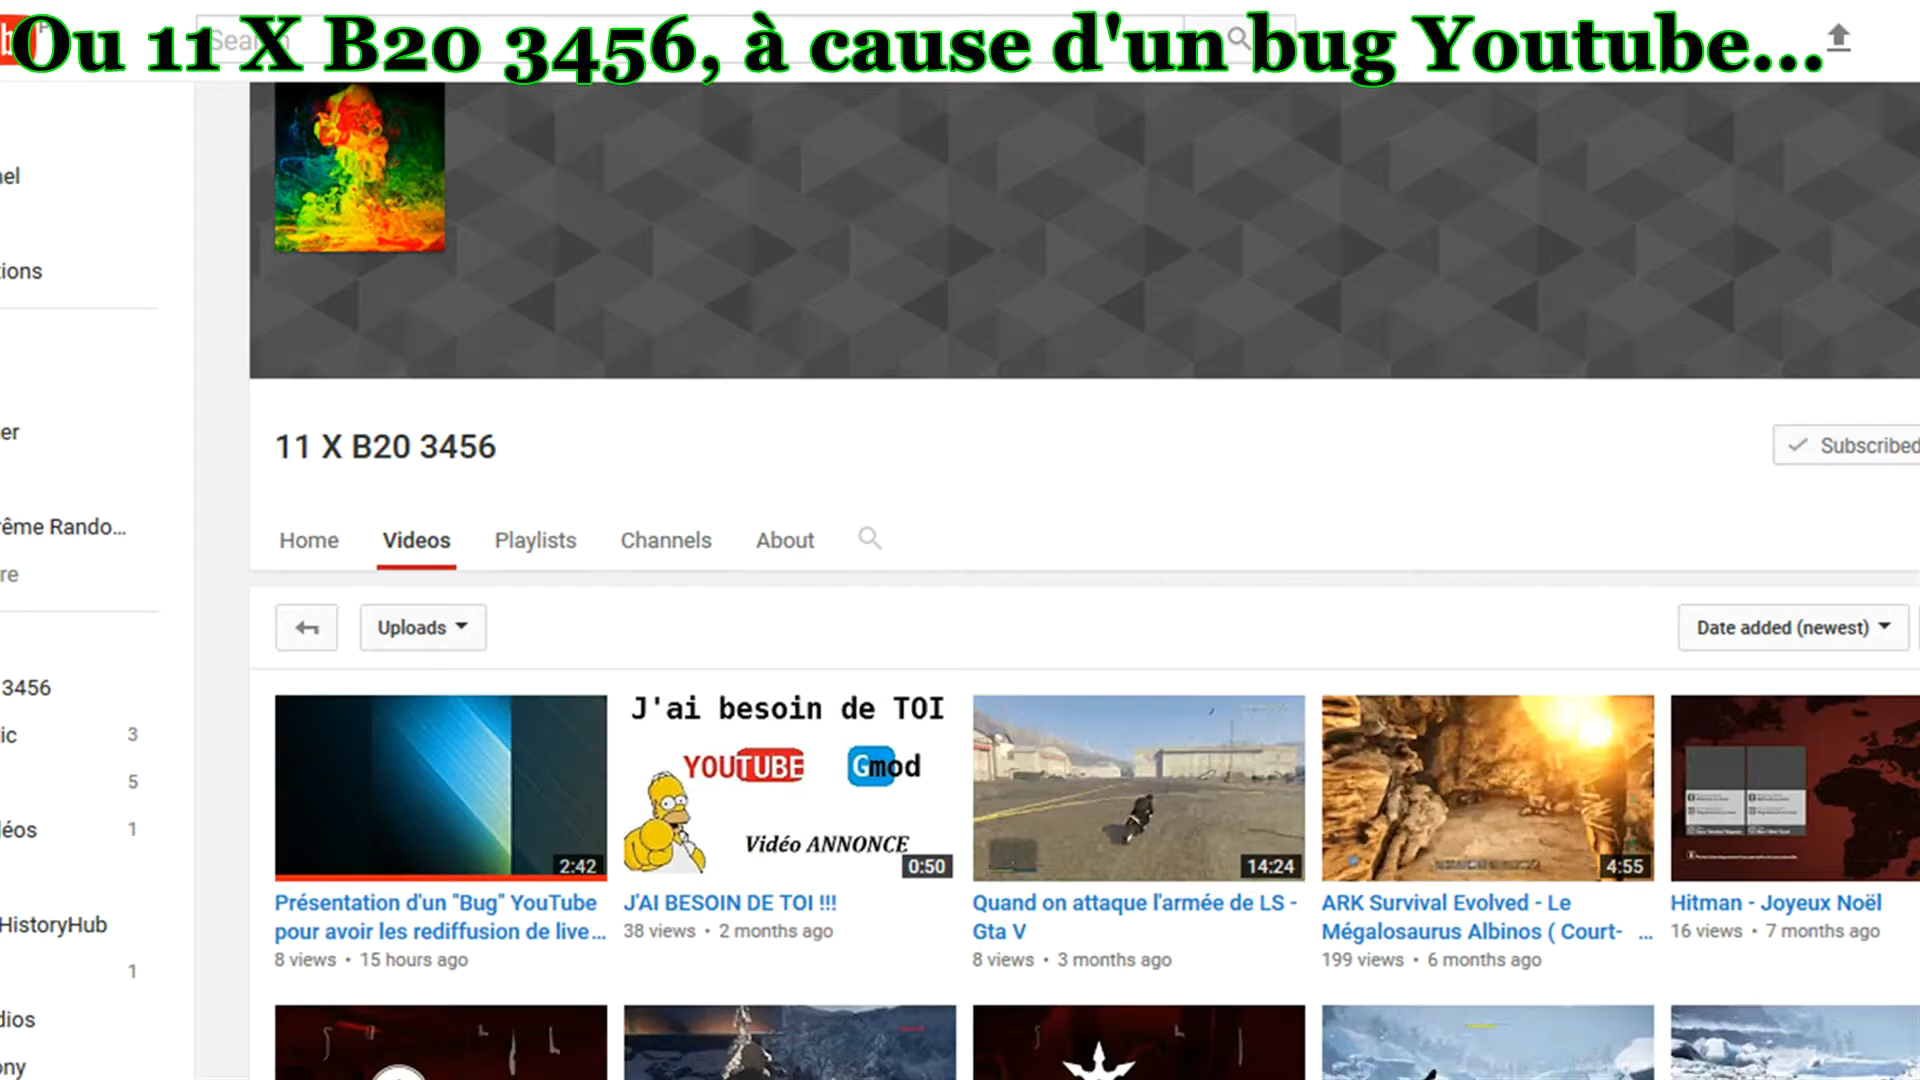 Ou 11 X B20 3456, à cause d'un bug Youtube...
Search
nel
tions
er
rême Rando...
re
3456
ic 3
5
déos 1
HistoryHub
1
dios
ony
11 X B20 3456
Subscribed
Home Videos Playlists Channels About
Uploads
Date added (newest)
2:42
Présentation d'un "Bug" YouTube
pour avoir les rediffusion de live...
8 views • 15 hours ago
J'ai besoin de TOI
YOUTUBE Gmod
Vidéo ANNONCE
0:50
J'AI BESOIN DE TOI !!!
38 views • 2 months ago
14:24
Quand on attaque l'armée de LS -
Gta V
8 views • 3 months ago
4:55
ARK Survival Evolved - Le
Mégalosaurus Albinos ( Court- ...
199 views • 6 months ago
Hitman - Joyeux Noël
16 views • 7 months ago